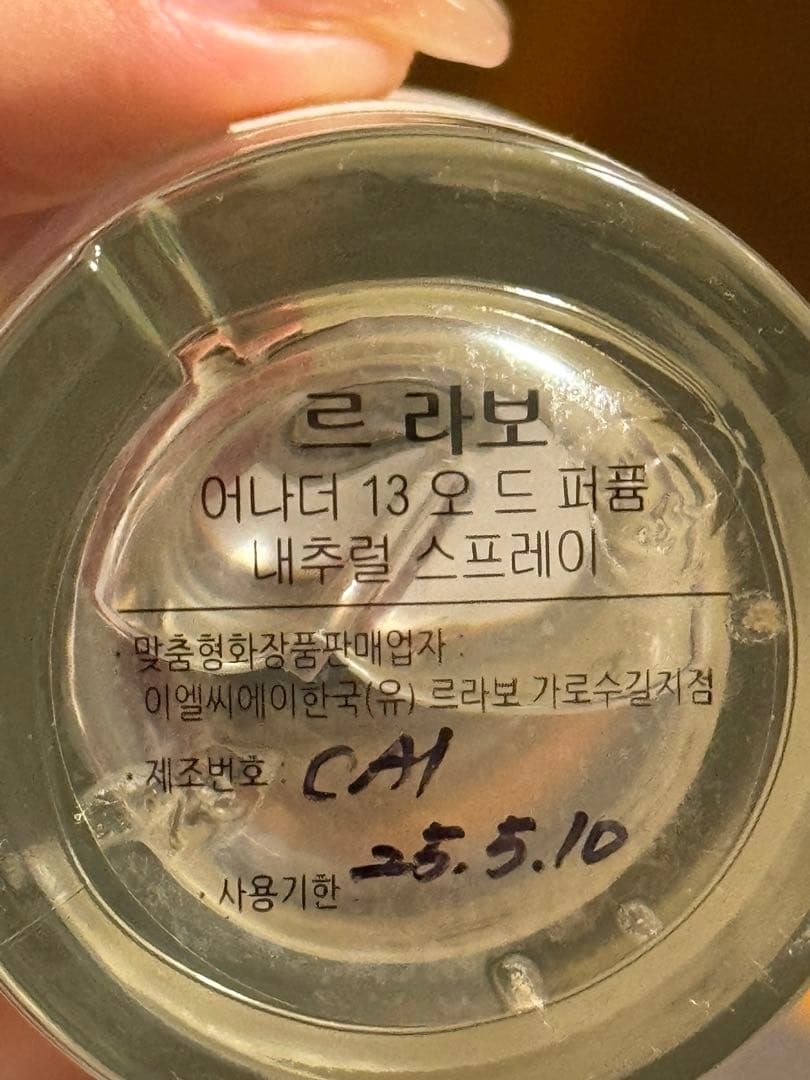 르 라보
어나더 13 오 드 퍼퓸
내추럴 스프레이
· 맞춤형화장품판매업자 :
이엘씨에이한국(유) 르라보 가로수길지점
· 제조번호 : CA1
25.5.10
· 사용기한